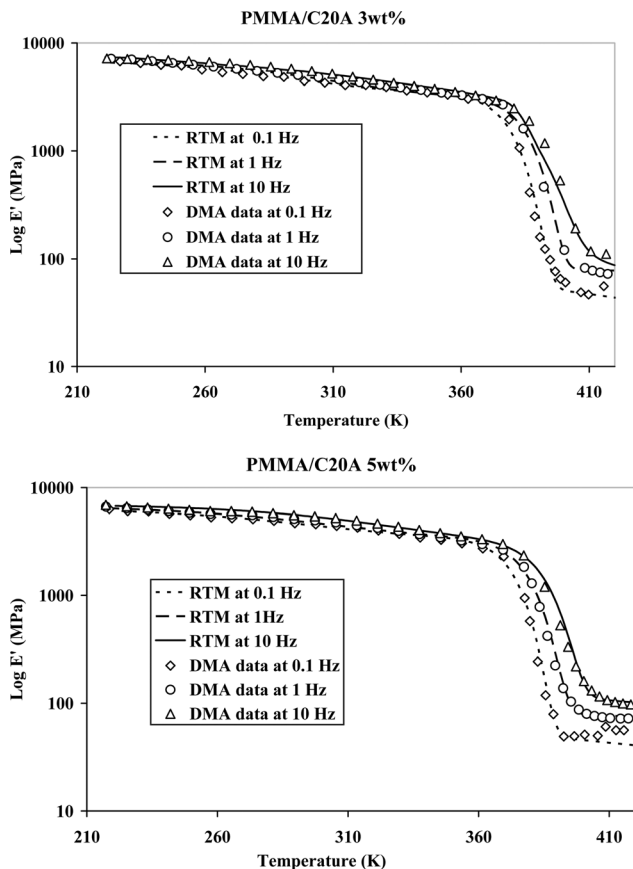 PMMA/C20A 3wt%
10000
1000
100
10
Log E' (MPa)
RTM at 0.1 Hz
RTM at 1 Hz
RTM at 10 Hz
DMA data at 0.1 Hz
DMA data at 1 Hz
DMA data at 10 Hz
210 260 310 360 410
Temperature (K)
PMMA/C20A 5wt%
10000
1000
100
10
Log E' (MPa)
RTM at 0.1 Hz
RTM at 1Hz
RTM at 10 Hz
DMA data at 0.1 Hz
DMA data at 1 Hz
DMA data at 10 Hz
210 260 310 360 410
Temperature (K)